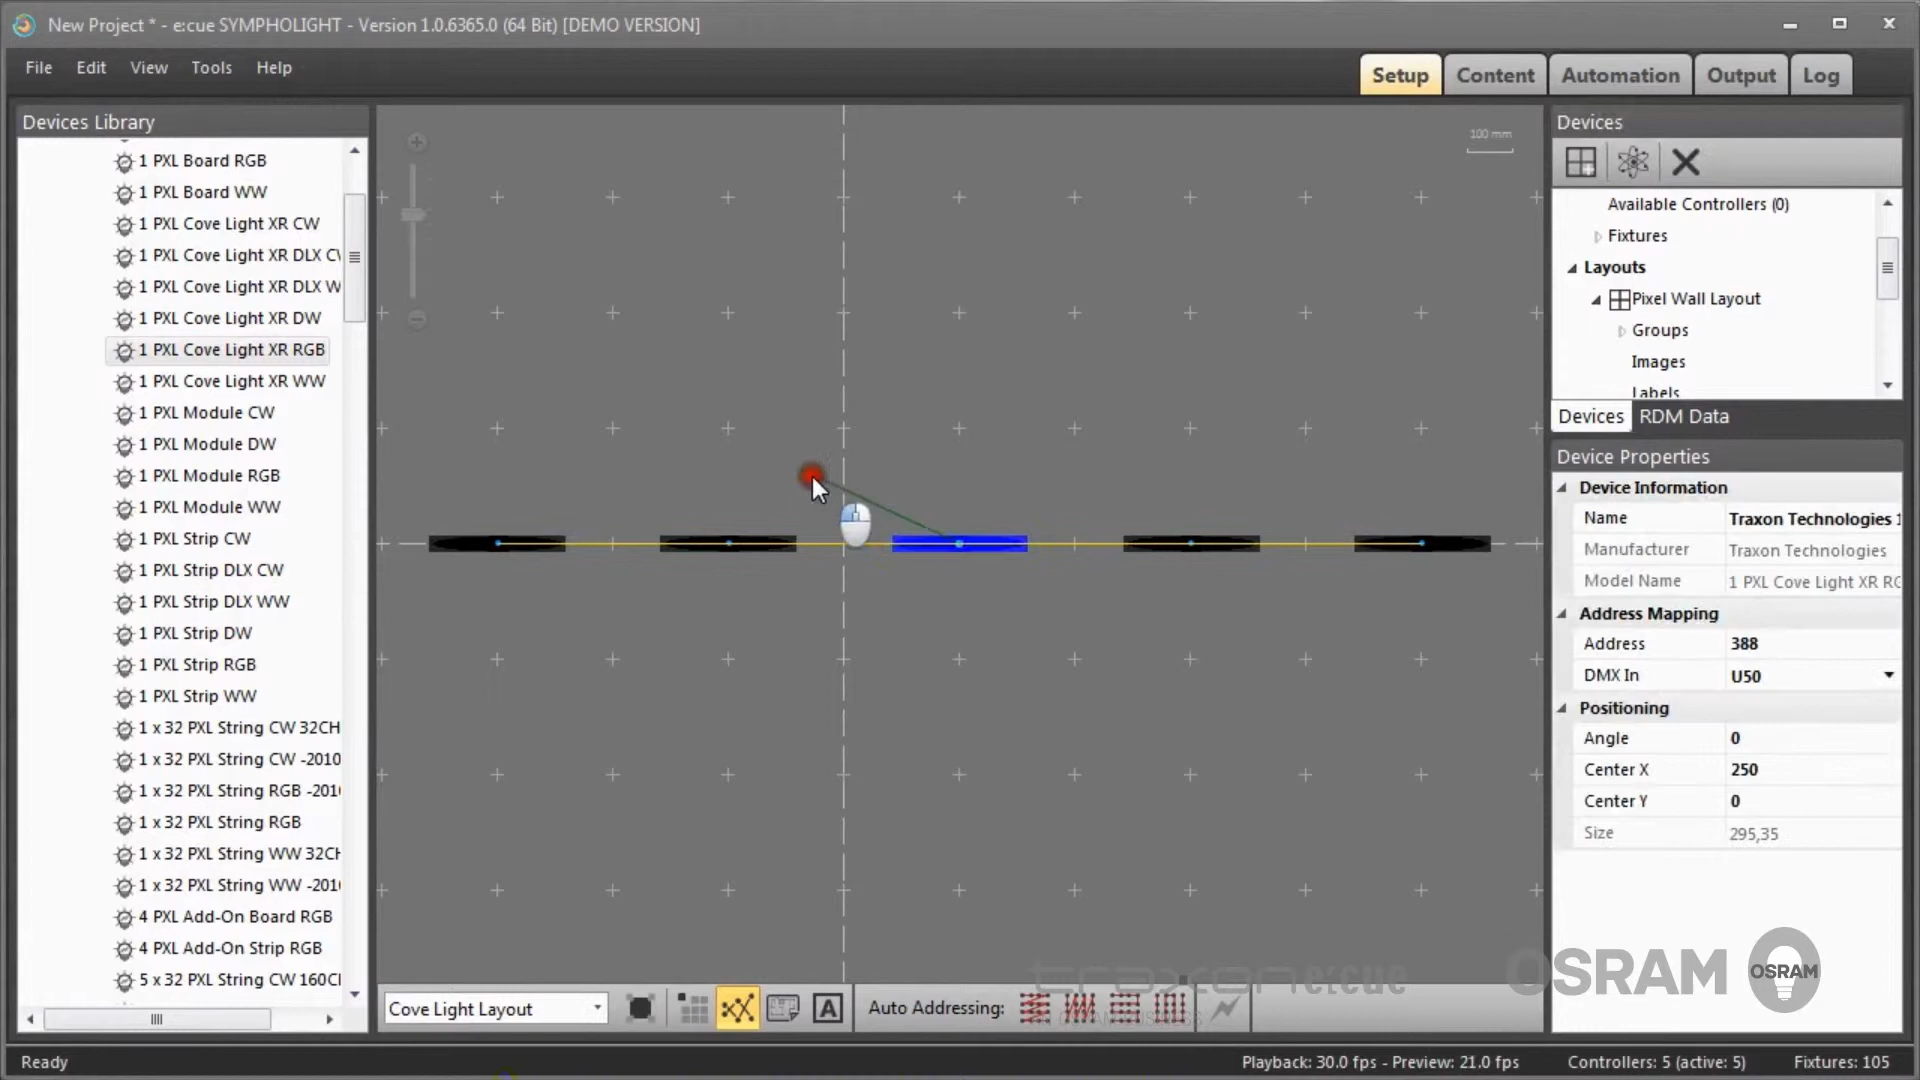 New Project * - e:cue SYMPHOLIGHT - Version 1.0.6365.0 (64 Bit) [DEMO VERSION]
File Edit View Tools Help
Setup Content Automation Output Log
Devices Library
1 PXL Board RGB
1 PXL Board WW
1 PXL Cove Light XR CW
1 PXL Cove Light XR DLX CW
1 PXL Cove Light XR DLX W
1 PXL Cove Light XR DW
1 PXL Cove Light XR RGB
1 PXL Cove Light XR WW
1 PXL Module CW
1 PXL Module DW
1 PXL Module RGB
1 PXL Module WW
1 PXL Strip CW
1 PXL Strip DLX CW
1 PXL Strip DLX WW
1 PXL Strip DW
1 PXL Strip RGB
1 PXL Strip WW
1 x 32 PXL String CW 32CH
1 x 32 PXL String CW -2010
1 x 32 PXL String RGB -201
1 x 32 PXL String RGB
1 x 32 PXL String WW 32CH
1 x 32 PXL String WW -201
4 PXL Add-On Board RGB
4 PXL Add-On Strip RGB
5 x 32 PXL String CW 160CH
100 mm
Cove Light Layout
A
Auto Addressing:
traxon e:cue
OSRAM OSRAM
Devices
Available Controllers (0)
Fixtures
Layouts
Pixel Wall Layout
Groups
Images
Labels
Devices RDM Data
Device Properties
Device Information
Name Traxon Technologies 1
Manufacturer Traxon Technologies
Model Name 1 PXL Cove Light XR RG
Address Mapping
Address 388
DMX In U50
Positioning
Angle 0
Center X 250
Center Y 0
Size 295,35
Ready
Playback: 30.0 fps - Preview: 21.0 fps Controllers: 5 (active: 5) Fixtures: 105